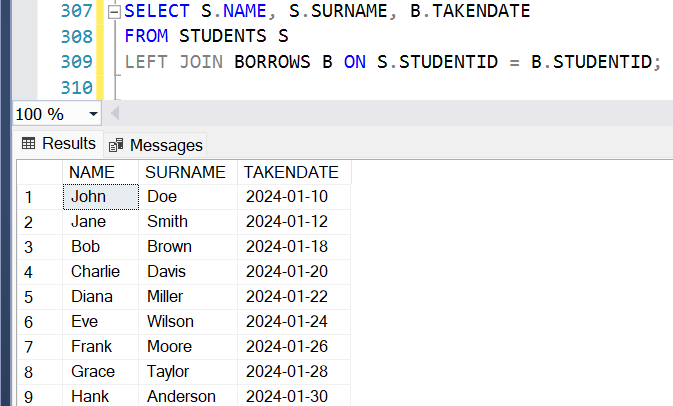 307 SELECT S.NAME, S.SURNAME, B.TAKENDATE
308 FROM STUDENTS S
309 LEFT JOIN BORROWS B ON S.STUDENTID = B.STUDENTID;
310
100 %
Results Messages
NAME SURNAME TAKENDATE
1 John Doe 2024-01-10
2 Jane Smith 2024-01-12
3 Bob Brown 2024-01-18
4 Charlie Davis 2024-01-20
5 Diana Miller 2024-01-22
6 Eve Wilson 2024-01-24
7 Frank Moore 2024-01-26
8 Grace Taylor 2024-01-28
9 Hank Anderson 2024-01-30